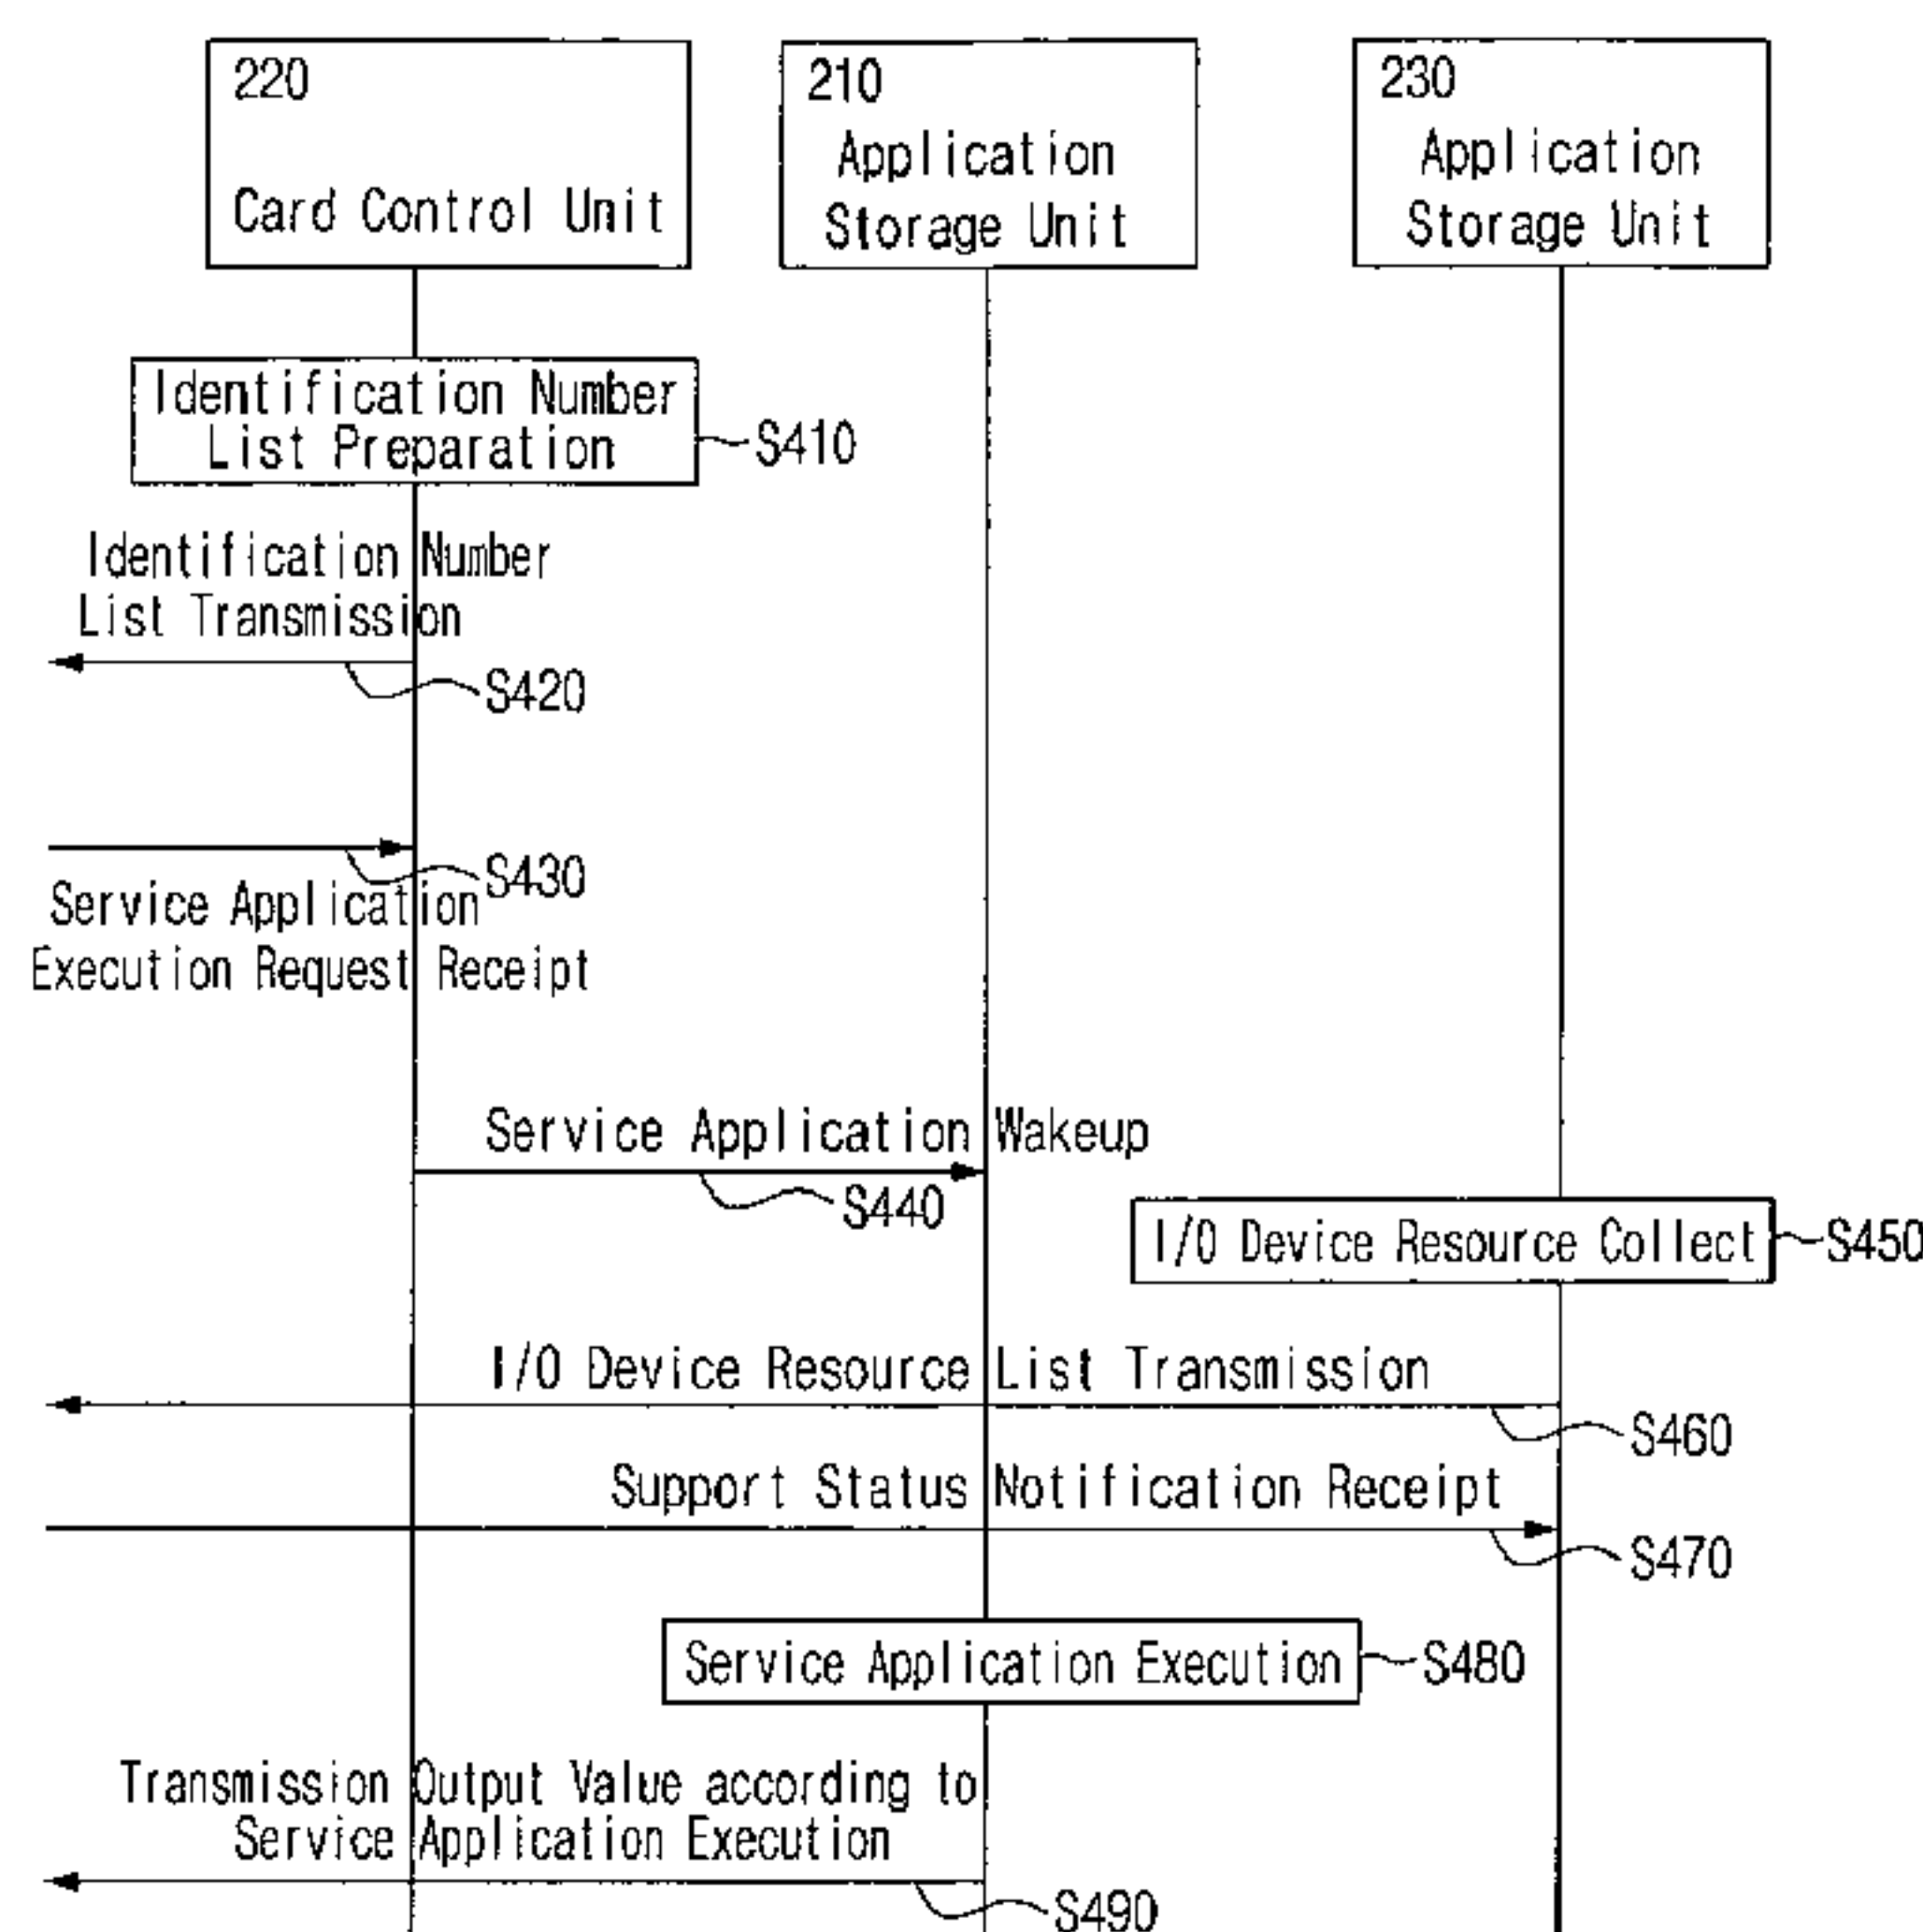 220
Card Control Unit
210
Application
Storage Unit
230
Application
Storage Unit
Identification Number
List Preparation
S410
Identification Number
List Transmission
S420
S430
Service Application
Execution Request Receipt
Service Application Wakeup
S440
I/O Device Resource Collect
S450
I/O Device Resource List Transmission
S460
Support Status Notification Receipt
S470
Service Application Execution
S480
Transmission Output Value according to
Service Application Execution
S490